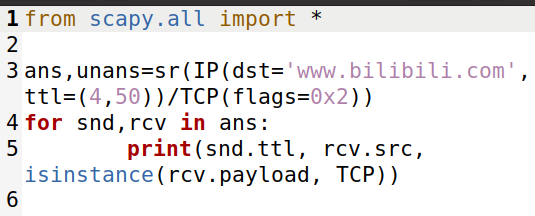 1 from scapy.all import *
2
3 ans,unans=sr(IP(dst='www.bilibili.com',
ttl=(4,50))/TCP(flags=0x2))
4 for snd,rcv in ans:
5         print(snd.ttl, rcv.src,
isinstance(rcv.payload, TCP))
6